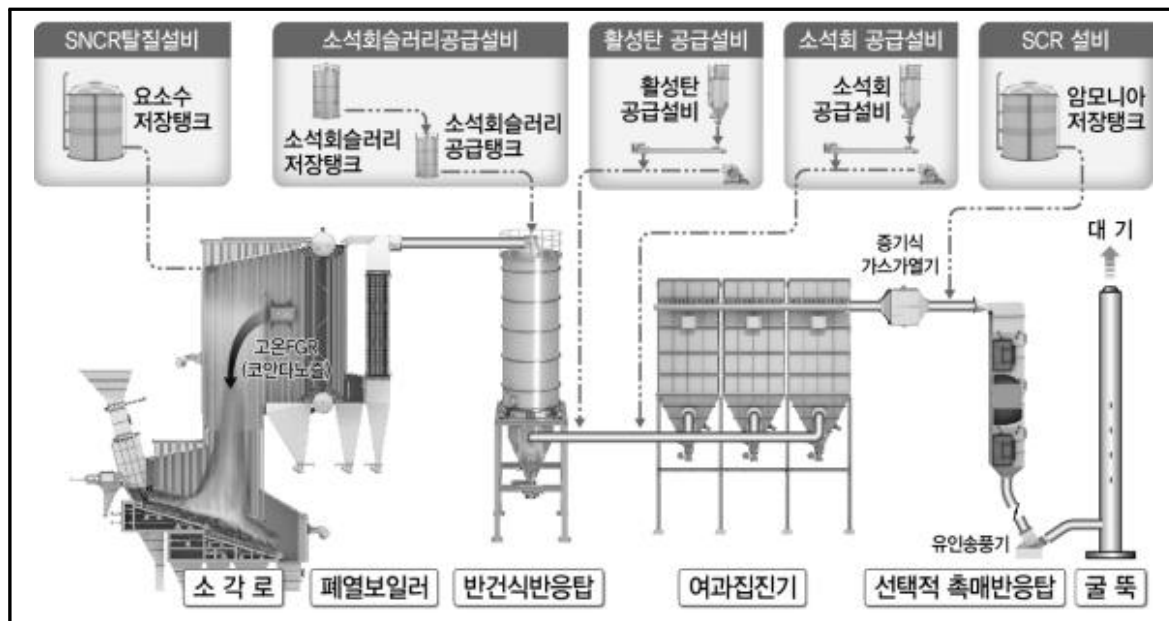 SNCR탈질설비
요소수
저장탱크
소석회슬러리공급설비
소석회슬러리
저장탱크
소석회슬러리
공급탱크
활성탄 공급설비
활성탄
공급설비
소석회 공급설비
소석회
공급설비
SCR 설비
암모니아
저장탱크
대 기
증기식
가스가열기
고온FGR
(코안다노즐)
유인송풍기
소 각 로
폐열보일러
반건식반응탑
여과집진기
선택적 촉매반응탑
굴 뚝